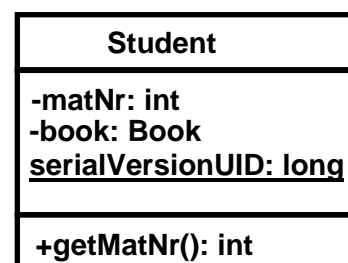 Student
-matNr: int
-book: Book
serialVersionUID: long
+getMatNr(): int